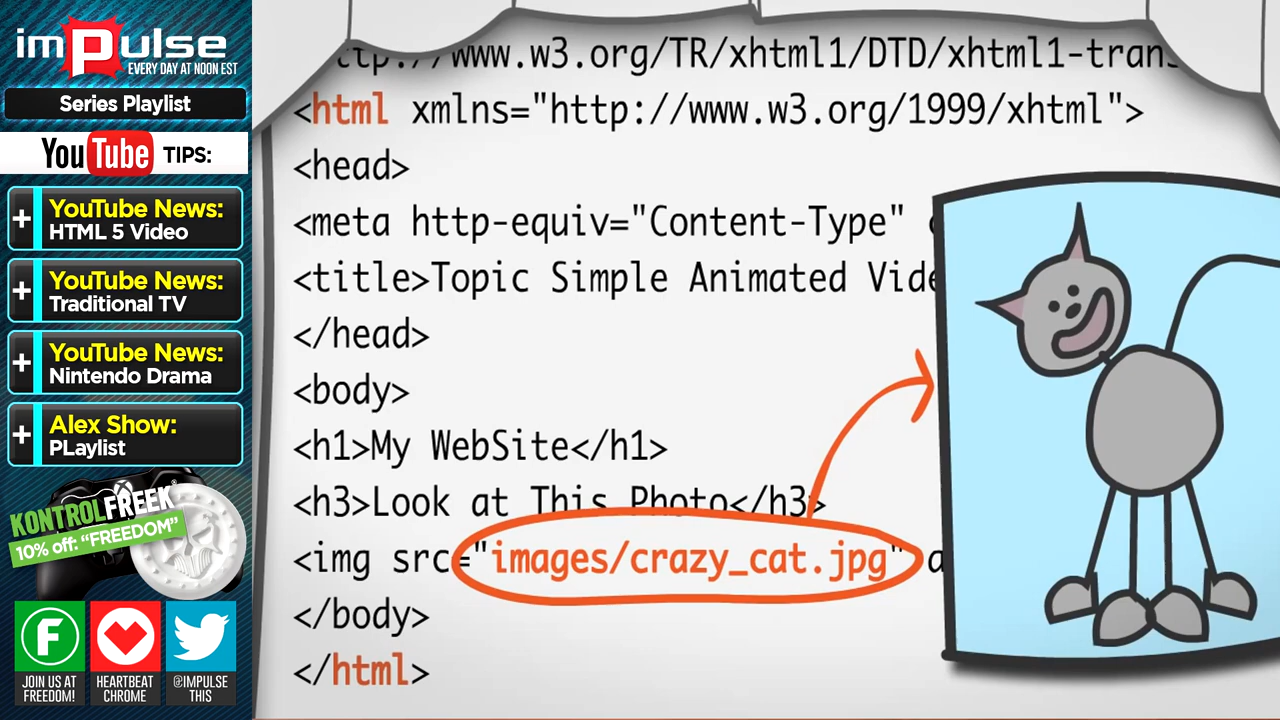 imPulse
EVERY DAY AT NOON EST
Series Playlist
YouTube TIPS:
+ YouTube News:
HTML 5 Video
+ YouTube News:
Traditional TV
+ YouTube News:
Nintendo Drama
+ Alex Show:
PLaylist
KONTROLFREEK
10% off: "FREEDOM"
F
JOIN US AT
FREEDOM!
HEARTBEAT
CHROME
@IMPULSE
THIS
http://www.w3.org/TR/xhtml1/DTD/xhtml1-trans
<html xmlns="http://www.w3.org/1999/xhtml">
<head>
<meta http-equiv="Content-Type" c
<title>Topic Simple Animated Vide
</head>
<body>
<h1>My WebSite</h1>
<h3>Look at This Photo</h3>
<img src="images/crazy_cat.jpg" a
</body>
</html>